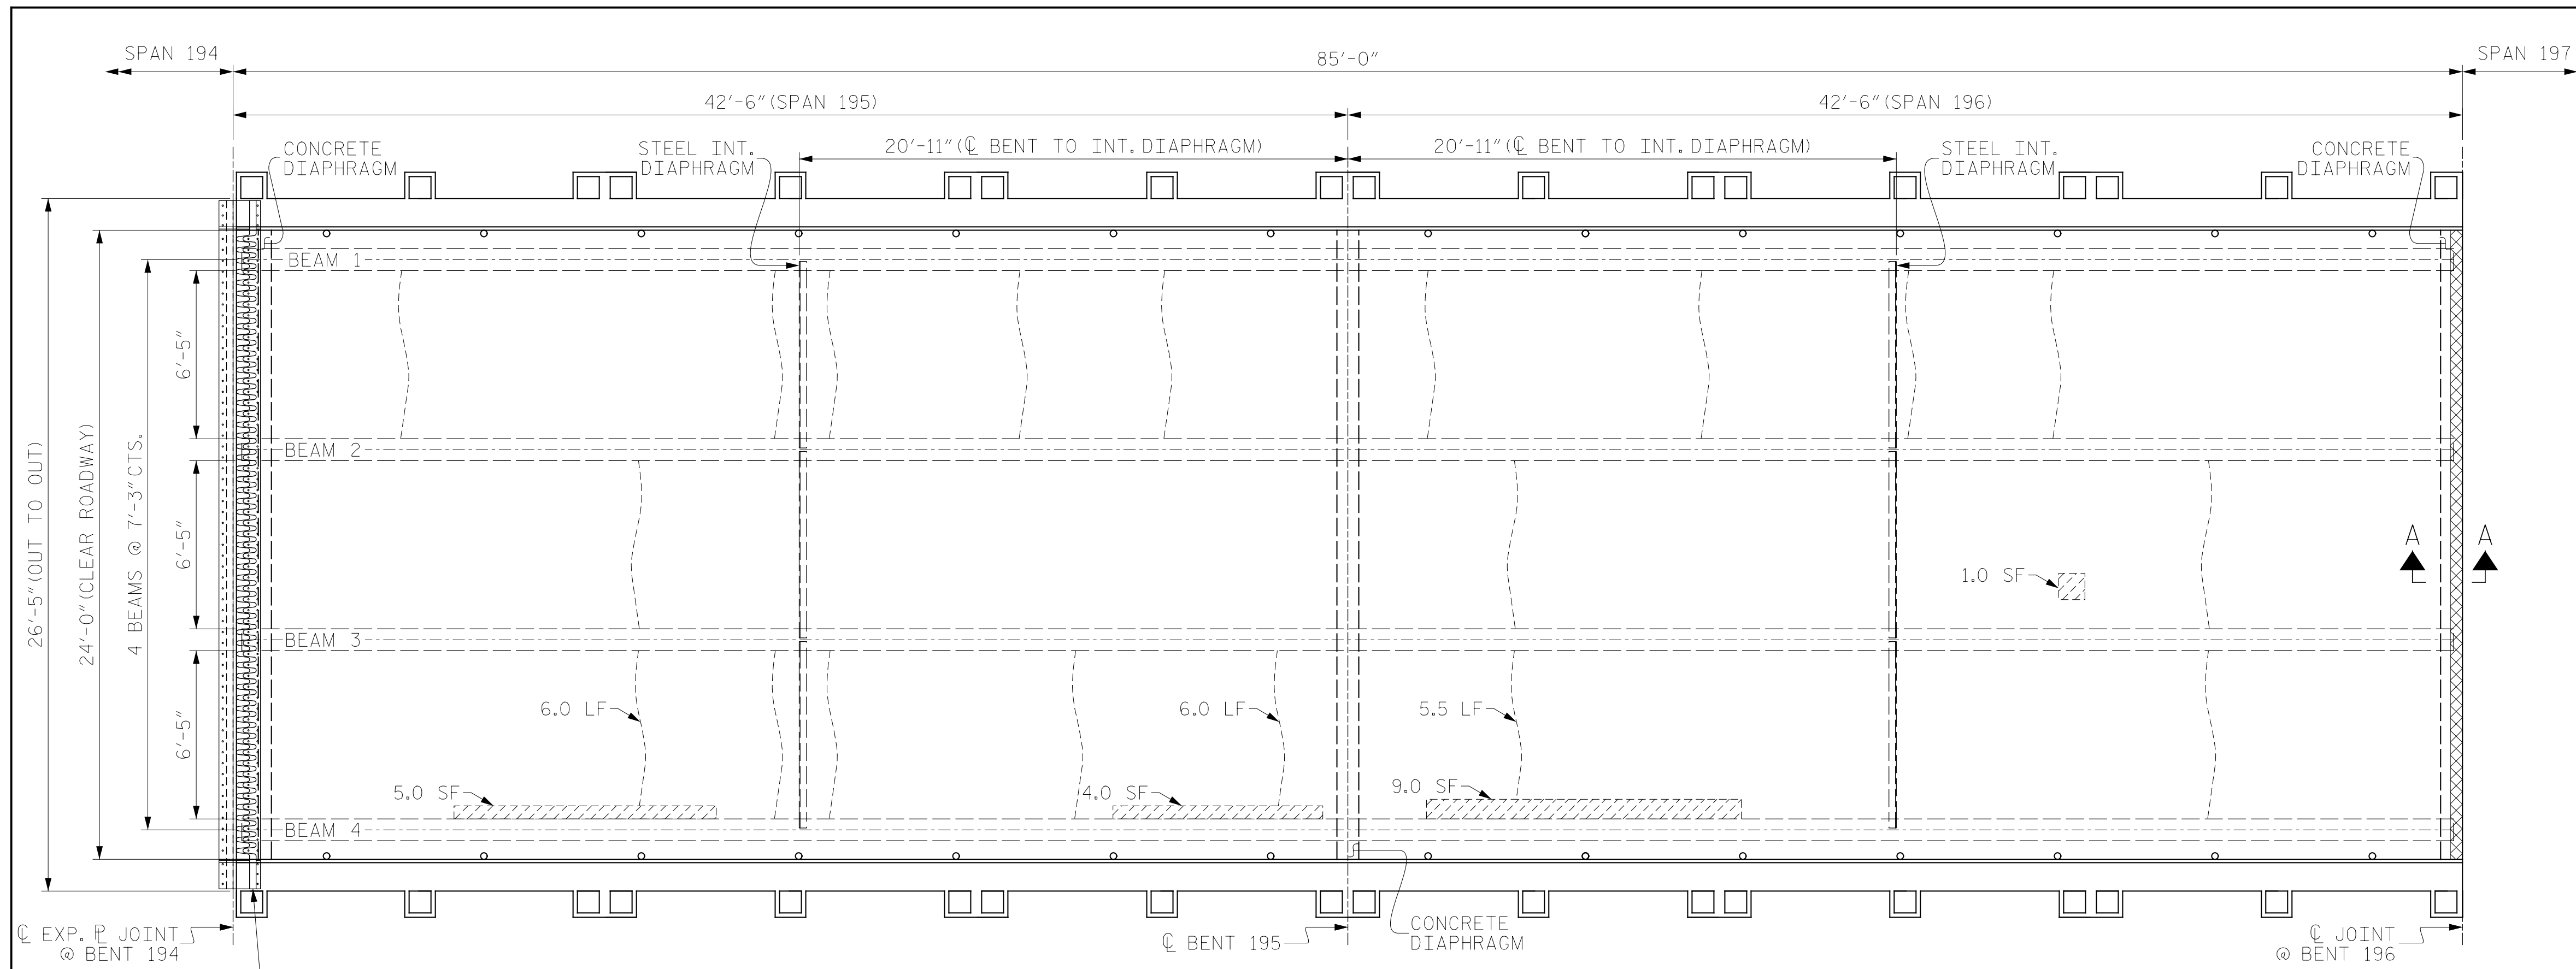 SPAN 194
85'-0"
SPAN 197
42'-6"(SPAN 195)
42'-6"(SPAN 196)
CONCRETE
DIAPHRAGM
STEEL INT.
DIAPHRAGM
20'-11"(℄ BENT TO INT. DIAPHRAGM)
20'-11"(℄ BENT TO INT. DIAPHRAGM)
STEEL INT.
DIAPHRAGM
CONCRETE
DIAPHRAGM
26'-5"(OUT TO OUT)
24'-0"(CLEAR ROADWAY)
4 BEAMS @ 7'-3"CTS.
6'-5"
6'-5"
6'-5"
BEAM 1
BEAM 2
BEAM 3
BEAM 4
A
A
1.0 SF
6.0 LF
6.0 LF
5.5 LF
5.0 SF
4.0 SF
9.0 SF
℄ EXP. ⅊ JOINT
@ BENT 194
℄ BENT 195
CONCRETE
DIAPHRAGM
℄ JOINT
@ BENT 196